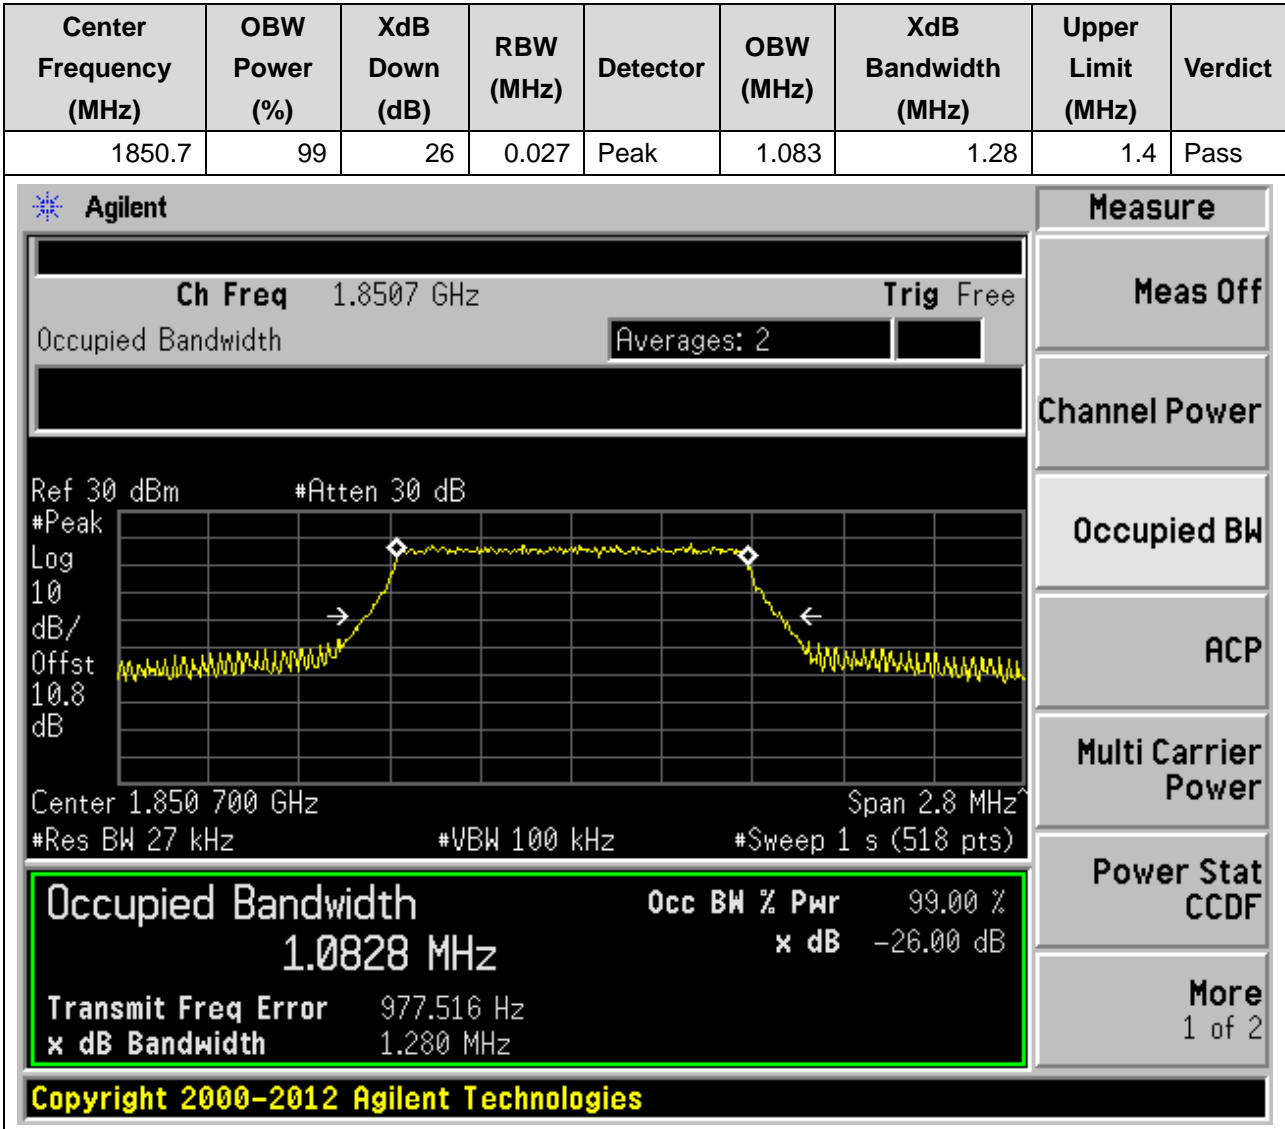 Center Frequency (MHz) OBW Power (%) XdB Down (dB) RBW (MHz) Detector OBW (MHz) XdB Bandwidth (MHz) Upper Limit (MHz) Verdict
1850.7 99 26 0.027 Peak 1.083 1.28 1.4 Pass
Agilent
Measure
Ch Freq 1.8507 GHz Trig Free
Meas Off
Occupied Bandwidth Averages: 2
Channel Power
Ref 30 dBm #Atten 30 dB
#Peak
Log
10
dB/
Offst
10.8
dB
Occupied BW
ACP
Multi Carrier
Power
Center 1.850 700 GHz Span 2.8 MHz^
#Res BW 27 kHz #VBW 100 kHz #Sweep 1 s (518 pts)
Power Stat
CCDF
Occupied Bandwidth Occ BW % Pwr 99.00 %
1.0828 MHz x dB -26.00 dB
Transmit Freq Error 977.516 Hz
x dB Bandwidth 1.280 MHz
More
1 of 2
Copyright 2000-2012 Agilent Technologies